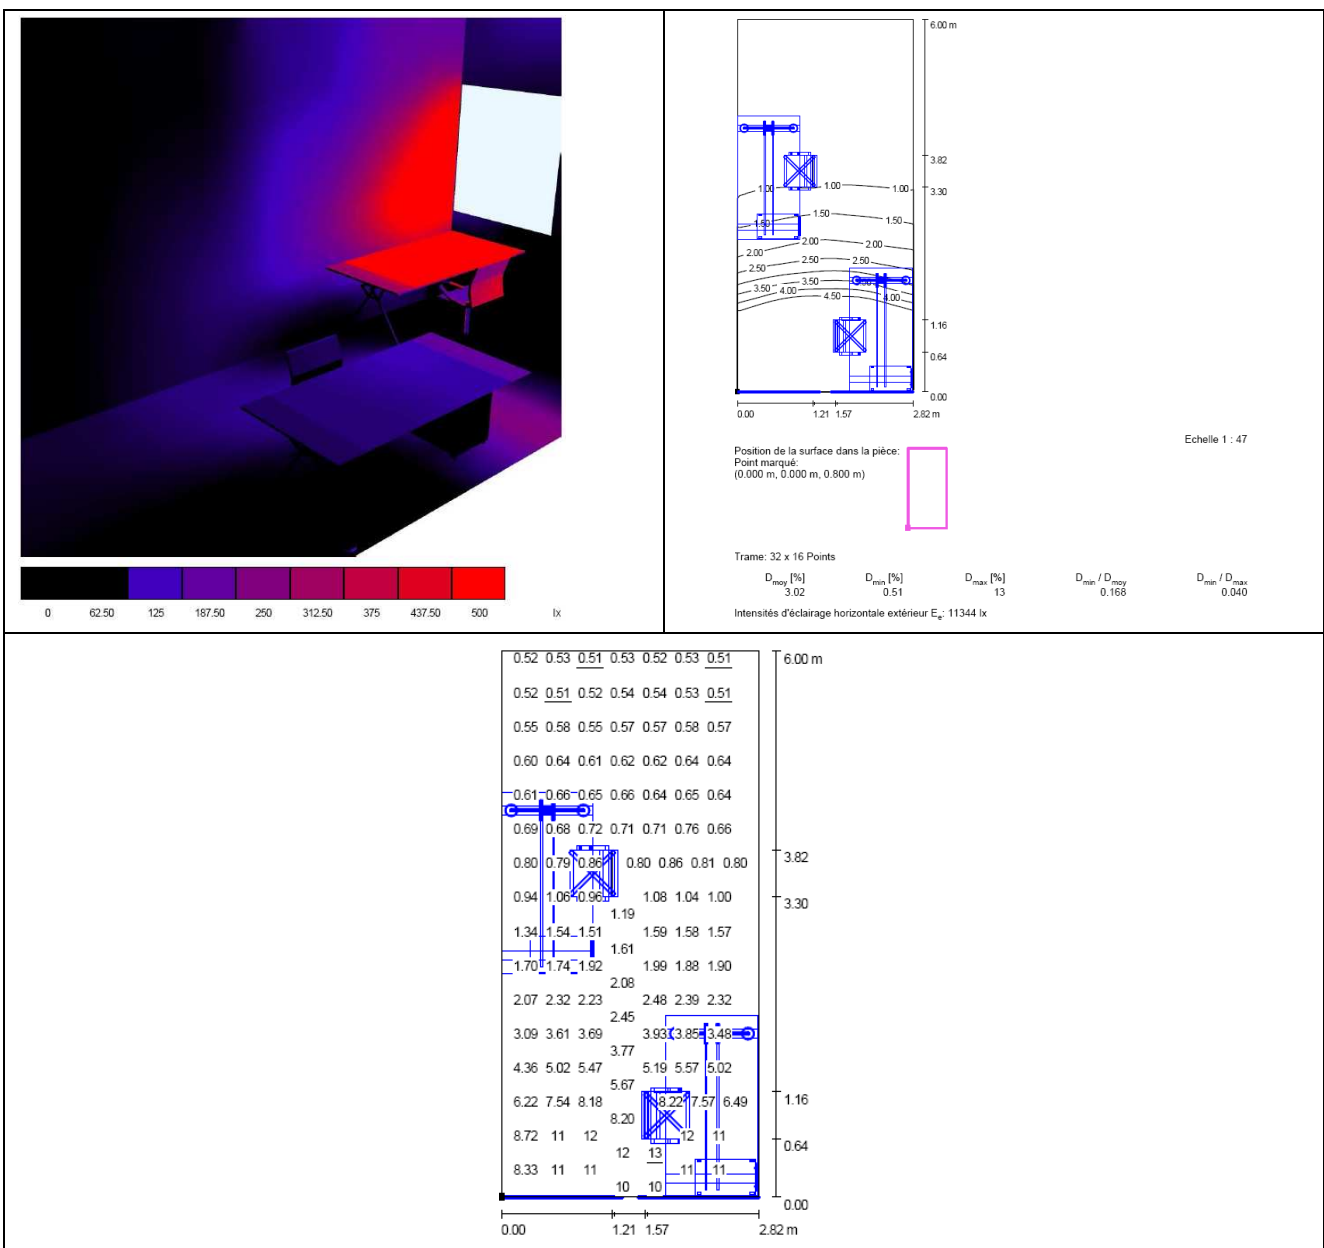 0 62.50 125 187.50 250 312.50 375 437.50 500 lx
6.00 m
3.82
1.00 1.00 1.00
3.30
1.50 1.50 1.50
2.00 2.00 2.00
2.50 2.50 2.50
3.50 3.00
3.50 4.00 4.50 4.00
1.16
0.64
0.00
0.00 1.21 1.57 2.82 m
Echelle 1 : 47
Position de la surface dans la pièce:
Point marqué:
(0.000 m, 0.000 m, 0.800 m)
Trame: 32 x 16 Points
Dmoy [%] Dmin [%] Dmax [%] Dmin / Dmoy Dmin / Dmax
3.02 0.51 13 0.168 0.040
Intensités d'éclairage horizontale extérieur Ee: 11344 lx
0.52 0.53 0.51 0.53 0.52 0.53 0.51 6.00 m
0.52 0.51 0.52 0.54 0.54 0.53 0.51
0.55 0.58 0.55 0.57 0.57 0.58 0.57
0.60 0.64 0.61 0.62 0.62 0.64 0.64
0.61 0.66 0.65 0.66 0.64 0.65 0.64
0.69 0.68 0.72 0.71 0.71 0.76 0.66
0.80 0.79 0.86 0.80 0.86 0.81 0.80 3.82
0.94 1.06 0.96 1.08 1.04 1.00 3.30
1.19
1.34 1.54 1.51 1.59 1.58 1.57
1.61
1.70 1.74 1.92 1.99 1.88 1.90
2.08
2.07 2.32 2.23 2.48 2.39 2.32
2.45
3.09 3.61 3.69 3.93 3.85 3.48
3.77
4.36 5.02 5.47 5.19 5.57 5.02
5.67
6.22 7.54 8.18 8.22 7.57 6.49 1.16
8.20
8.72 11 12 12 11 0.64
12 13
8.33 11 11 11 11
10 10 0.00
0.00 1.21 1.57 2.82 m